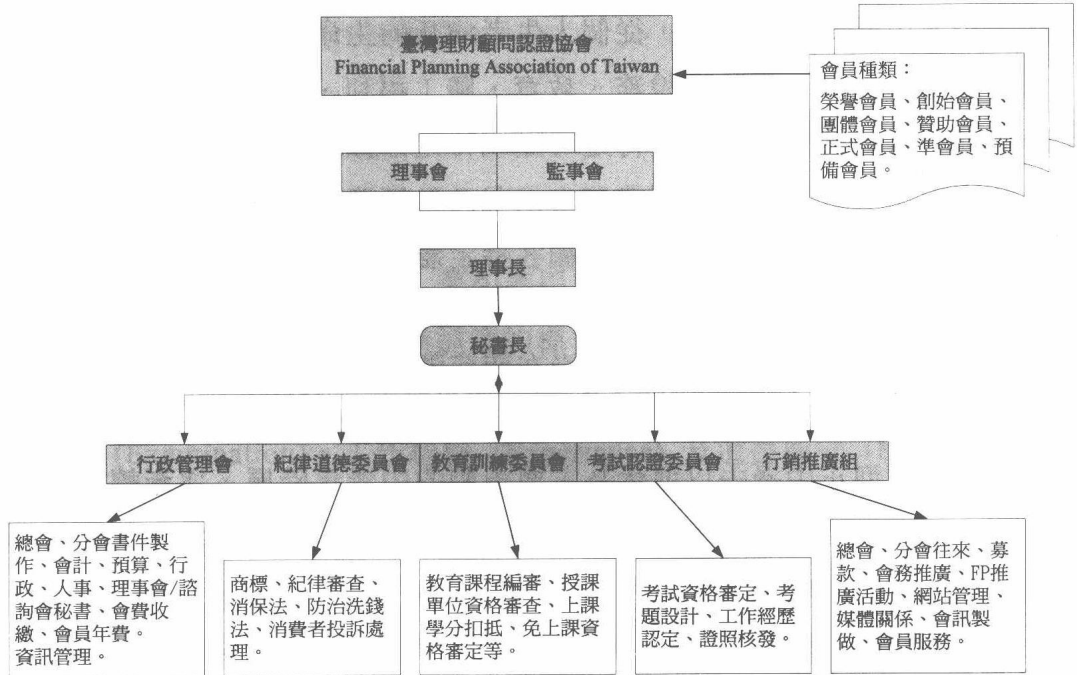 臺灣理財顧問認證協會
Financial Planning Association of Taiwan
會員種類：
榮譽會員、創始會員、
團體會員、贊助會員、
正式會員、準會員、預
備會員。
理事會
監事會
理事長
秘書長
行政管理會
紀律道德委員會
教育訓練委員會
考試認證委員會
行銷推廣組
總會、分會書件製
作、會計、預算、行
政、人事、理事會/諮
詢會秘書、會費收
繳、會員年費。
資訊管理。
商標、紀律審查、
消保法、防治洗錢
法、消費者投訴處
理。
教育課程編審、授課
單位資格審查、上課
學分扣抵、免上課資
格審定等。
考試資格審定、考
題設計、工作經歷
認定、證照核發。
總會、分會往來、募
款、會務推廣、FP推
廣活動、網站管理、
媒體關係、會訊製
做、會員服務。